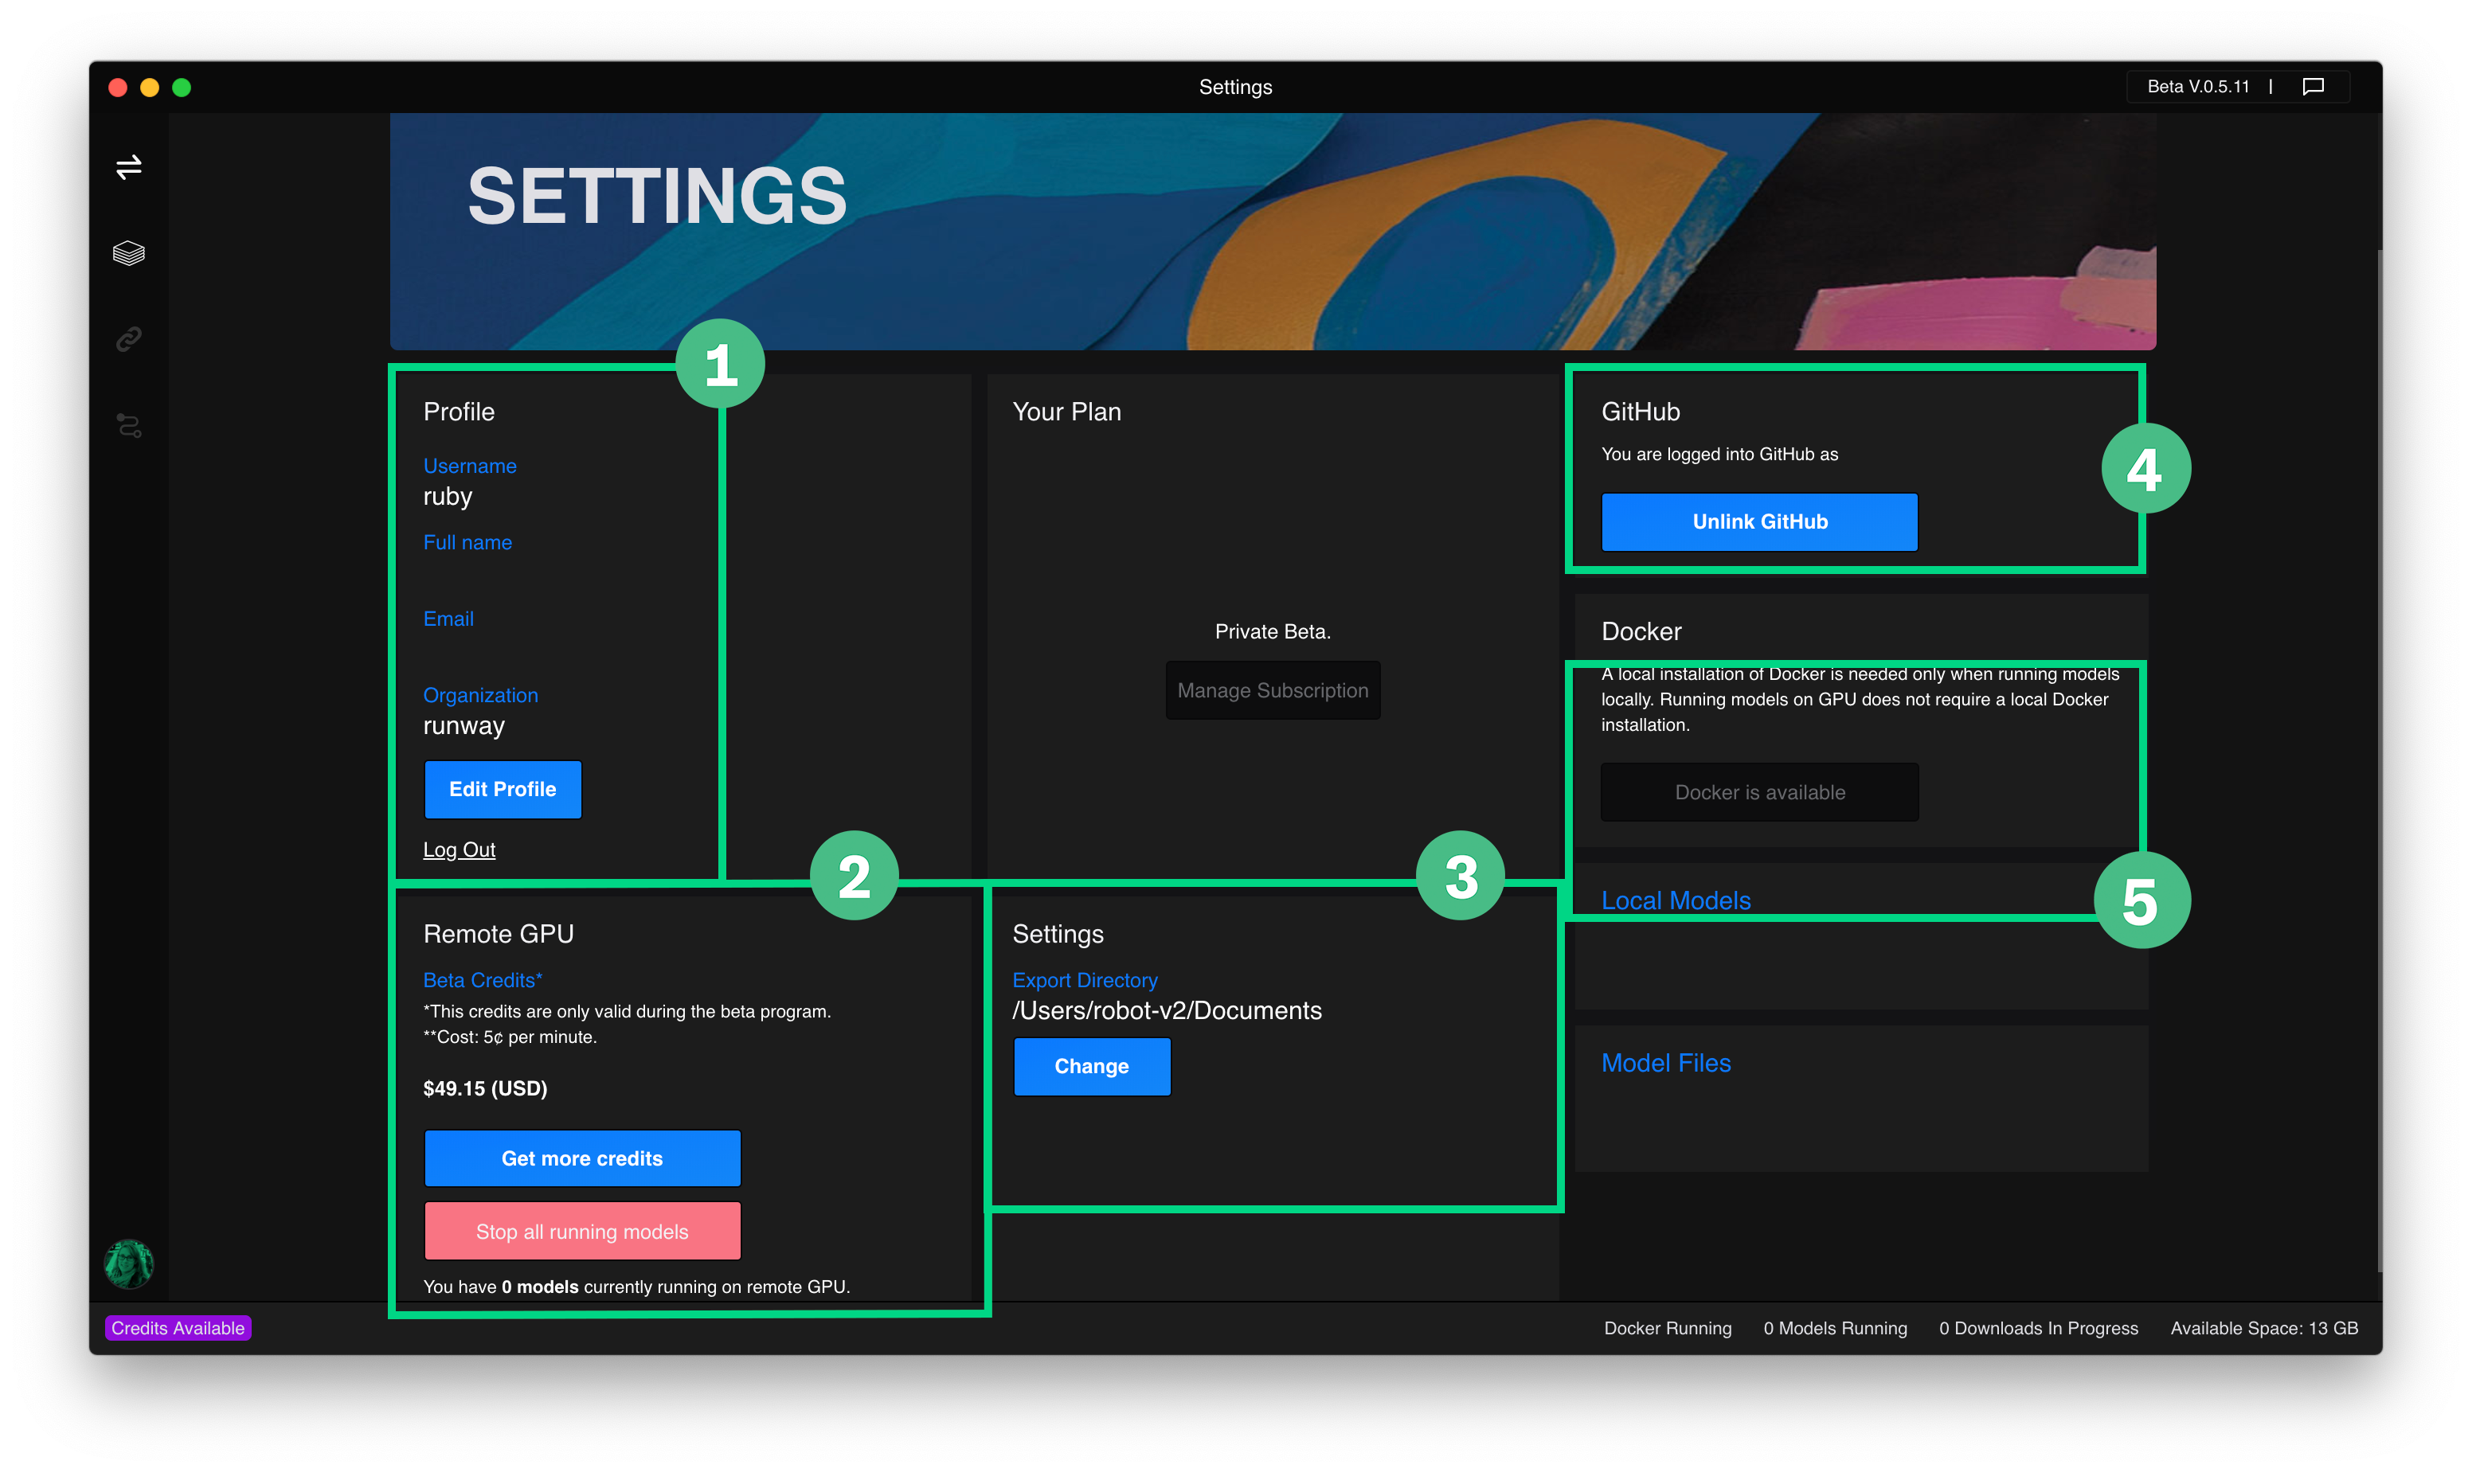 Settings
Beta V.0.5.11 |
SETTINGS
1
Profile
Username
ruby
Full name
Email
Organization
runway
Edit Profile
Log Out
Your Plan
Private Beta.
Manage Subscription
4
GitHub
You are logged into GitHub as
Unlink GitHub
Docker
A local installation of Docker is needed only when running models
locally. Running models on GPU does not require a local Docker
installation.
Docker is available
2
Remote GPU
Beta Credits*
*This credits are only valid during the beta program.
**Cost: 5¢ per minute.
$49.15 (USD)
Get more credits
Stop all running models
You have 0 models currently running on remote GPU.
3
Settings
Export Directory
/Users/robot-v2/Documents
Change
5
Local Models
Model Files
Credits Available
Docker Running
0 Models Running
0 Downloads In Progress
Available Space: 13 GB